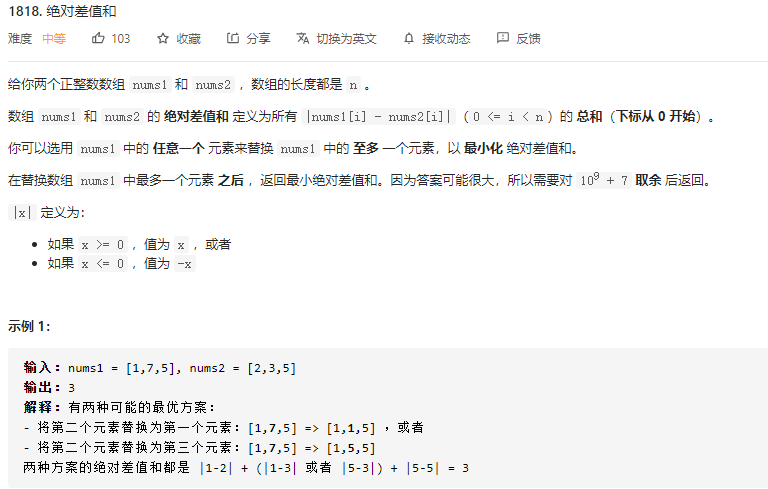 1818. 绝对差值和
难度 中等 103 收藏 分享 切换为英文 接收动态 反馈
给你两个正整数数组 nums1 和 nums2 ，数组的长度都是 n 。
数组 nums1 和 nums2 的 绝对差值和 定义为所有 |nums1[i] - nums2[i]|（0 <= i < n）的 总和（下标从 0 开始）。
你可以选用 nums1 中的 任意一个 元素来替换 nums1 中的 至多 一个元素，以 最小化 绝对差值和。
在替换数组 nums1 中最多一个元素 之后 ，返回最小绝对差值和。因为答案可能很大，所以需要对 10⁹ + 7 取余 后返回。
|x| 定义为：
• 如果 x >= 0 ，值为 x ，或者
• 如果 x <= 0 ，值为 -x
示例 1：
输入：nums1 = [1,7,5], nums2 = [2,3,5]
输出：3
解释：有两种可能的最优方案：
- 将第二个元素替换为第一个元素：[1,7,5] => [1,1,5] ，或者
- 将第二个元素替换为第三个元素：[1,7,5] => [1,5,5]
两种方案的绝对差值和都是 |1-2| + (|1-3| 或者 |5-3|) + |5-5| = 3